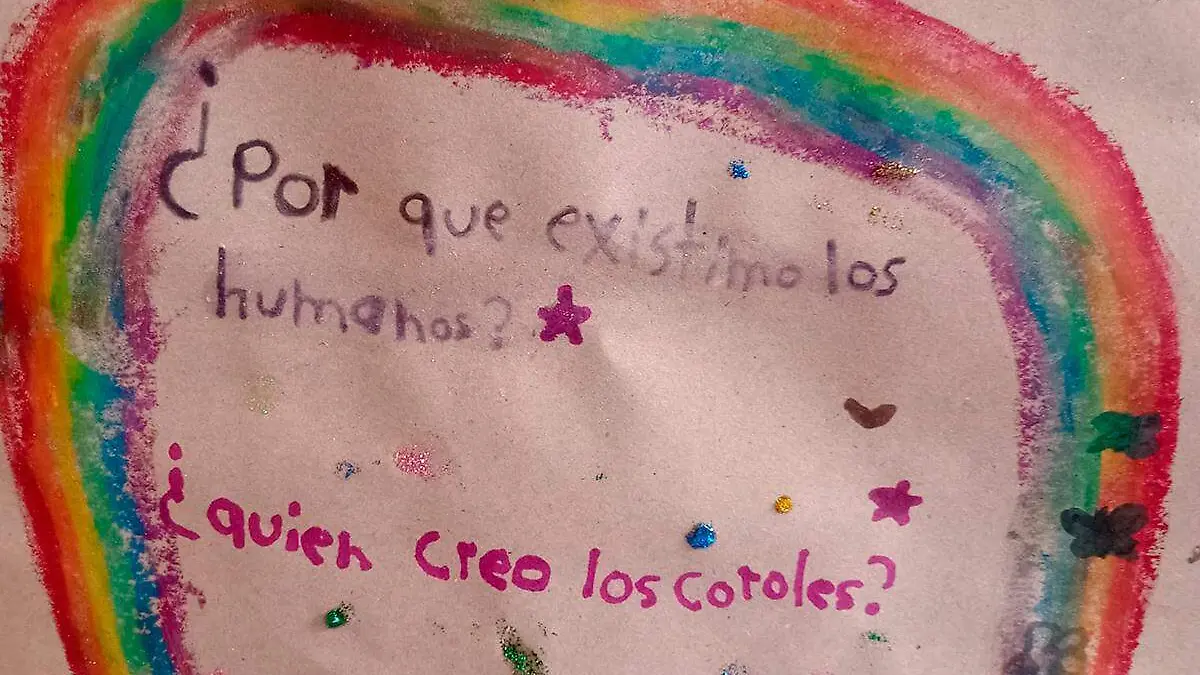 ¿Por que existimo los
humanos?
¿quien creo los coroles?